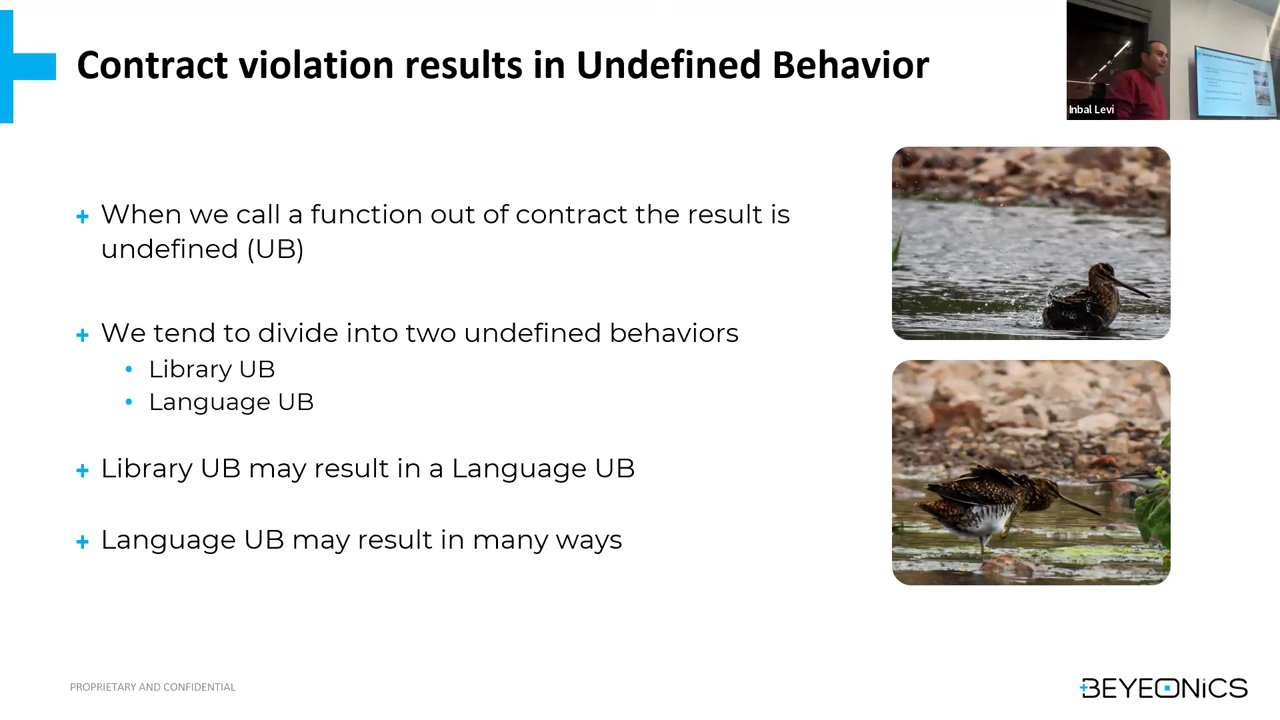 Contract violation results in Undefined Behavior
Inbal Levi
+ When we call a function out of contract the result is
undefined (UB)
+ We tend to divide into two undefined behaviors
• Library UB
• Language UB
+ Library UB may result in a Language UB
+ Language UB may result in many ways
PROPRIETARY AND CONFIDENTIAL
BEYEONiCS